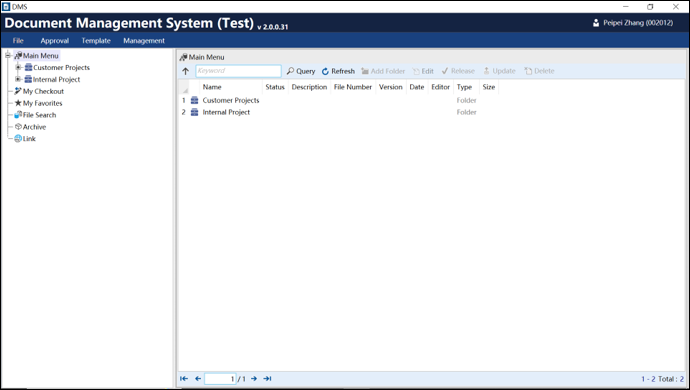 DMS
Document Management System (Test) v 2.0.0.31
Peipei Zhang (002012)
File Approval Template Management
Main Menu
Customer Projects
Internal Project
My Checkout
My Favorites
File Search
Archive
Link
Main Menu
Keyword Query Refresh Add Folder Edit Release Update Delete
Name Status Description File Number Version Date Editor Type Size
1 Customer Projects Folder
2 Internal Project Folder
1 / 1 1 - 2 Total : 2